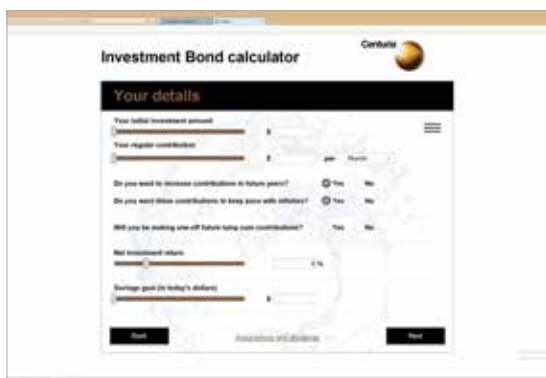 Centuria
Investment Bond calculator
Your details
Your initial investment amount
$
Your regular contribution
$ per Month
Do you want to increase contributions in future years? Yes No
Do you want these contributions to keep pace with inflation? Yes No
Will you be making one-off future lump sum contributions? Yes No
Net investment return
%
Savings goal (in today's dollars)
$
Back Assumptions and disclaimer Next